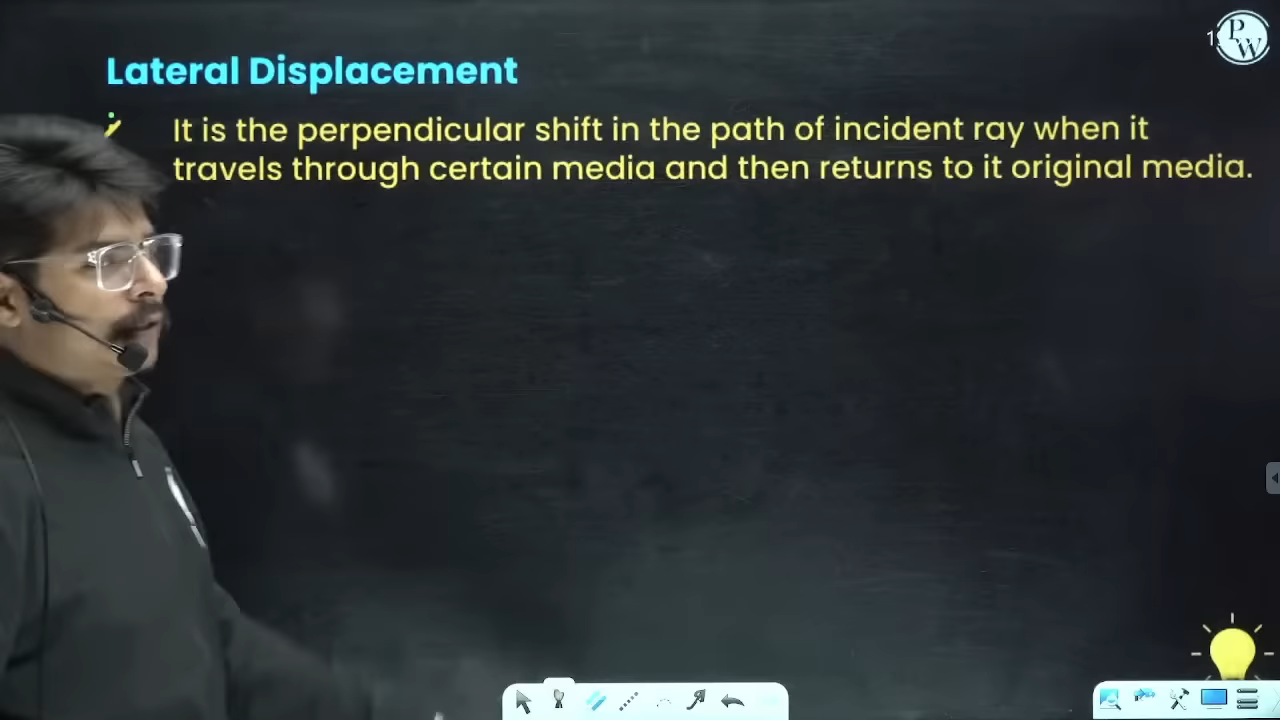 Lateral Displacement
It is the perpendicular shift in the path of incident ray when it
travels through certain media and then returns to it original media.
PW